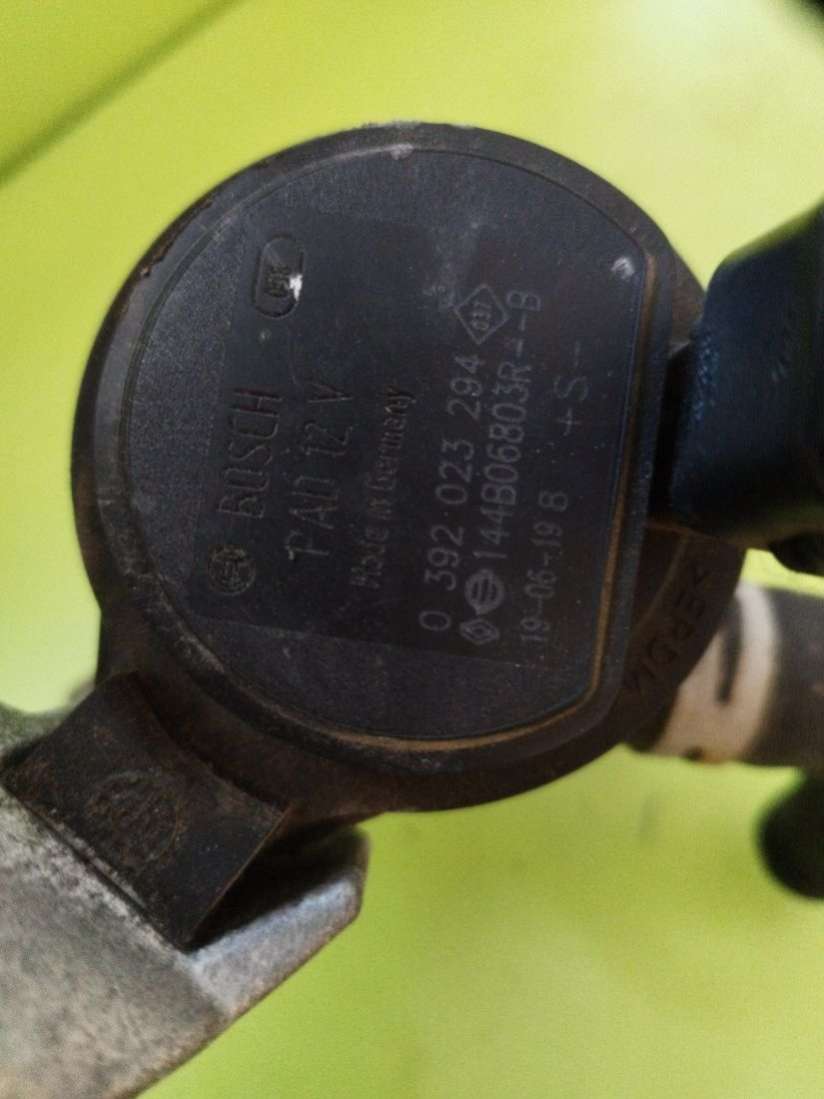 BOSCH
PAD 12 V
Made in Germany
0 392 023 294
144B06803R--B
19-06-19 B +S--